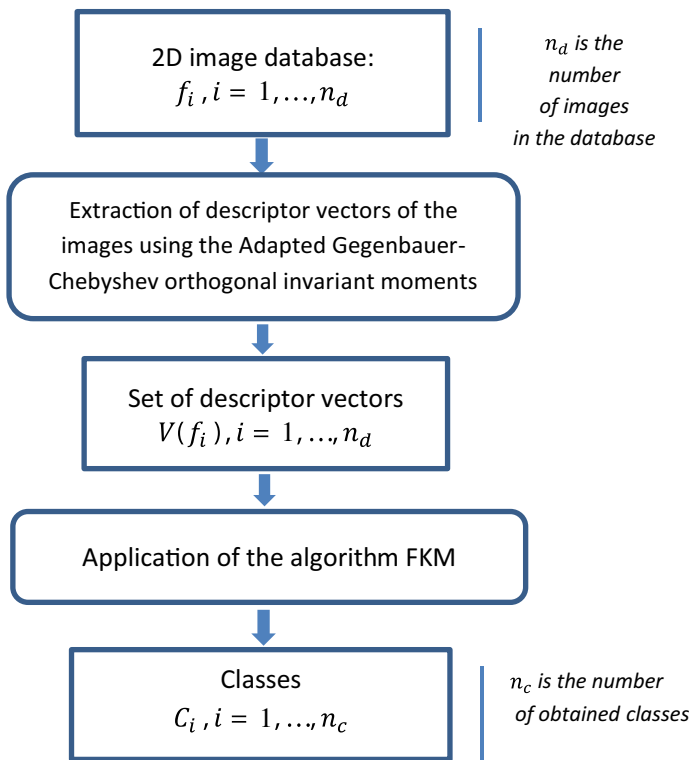 2D image database:
f_i , i = 1, …, n_d
n_d is the
number
of images
in the database
Extraction of descriptor vectors of the
images using the Adapted Gegenbauer-
Chebyshev orthogonal invariant moments
Set of descriptor vectors
V(f_i ), i = 1, …, n_d
Application of the algorithm FKM
Classes
C_i , i = 1, …, n_c
n_c is the number
of obtained classes